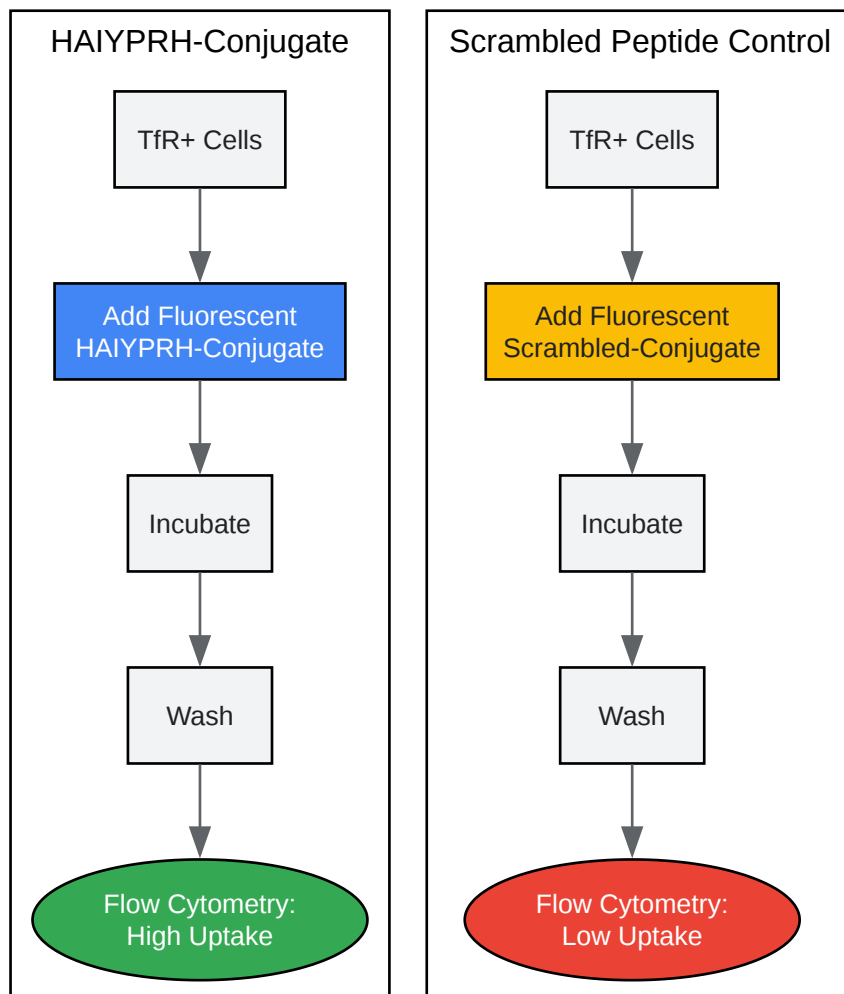 HAIYPRH-Conjugate
TfR+ Cells
Add Fluorescent
HAIYPRH-Conjugate
Incubate
Wash
Flow Cytometry:
High Uptake
Scrambled Peptide Control
TfR+ Cells
Add Fluorescent
Scrambled-Conjugate
Incubate
Wash
Flow Cytometry:
Low Uptake